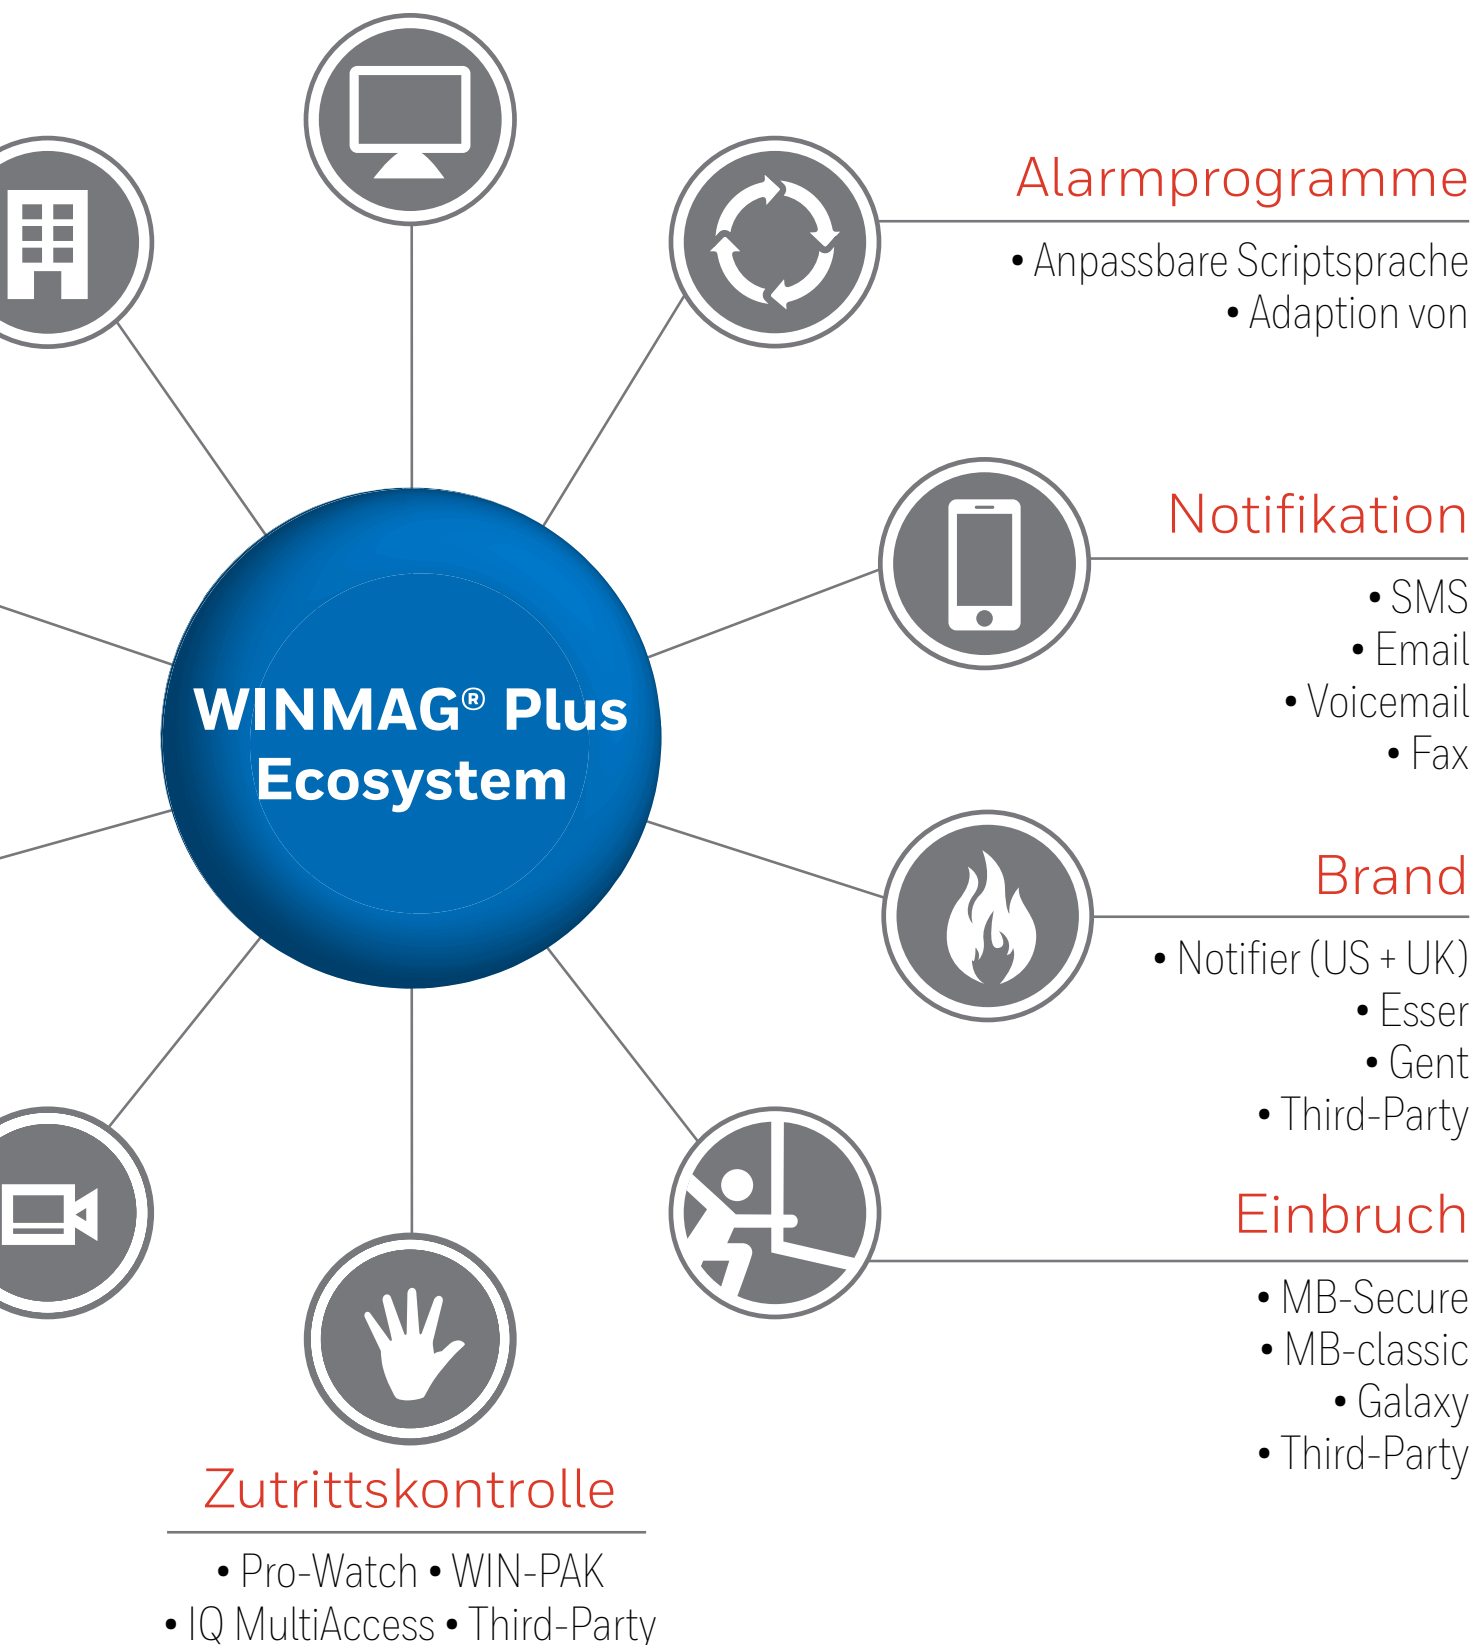 Alarmprogramme
• Anpassbare Scriptsprache
• Adaption von
Notifikation
• SMS
• Email
• Voicemail
• Fax
WINMAG® Plus
Ecosystem
Brand
• Notifier (US + UK)
• Esser
• Gent
• Third-Party
Einbruch
• MB-Secure
• MB-classic
• Galaxy
• Third-Party
Zutrittskontrolle
• Pro-Watch • WIN-PAK
• IQ MultiAccess • Third-Party